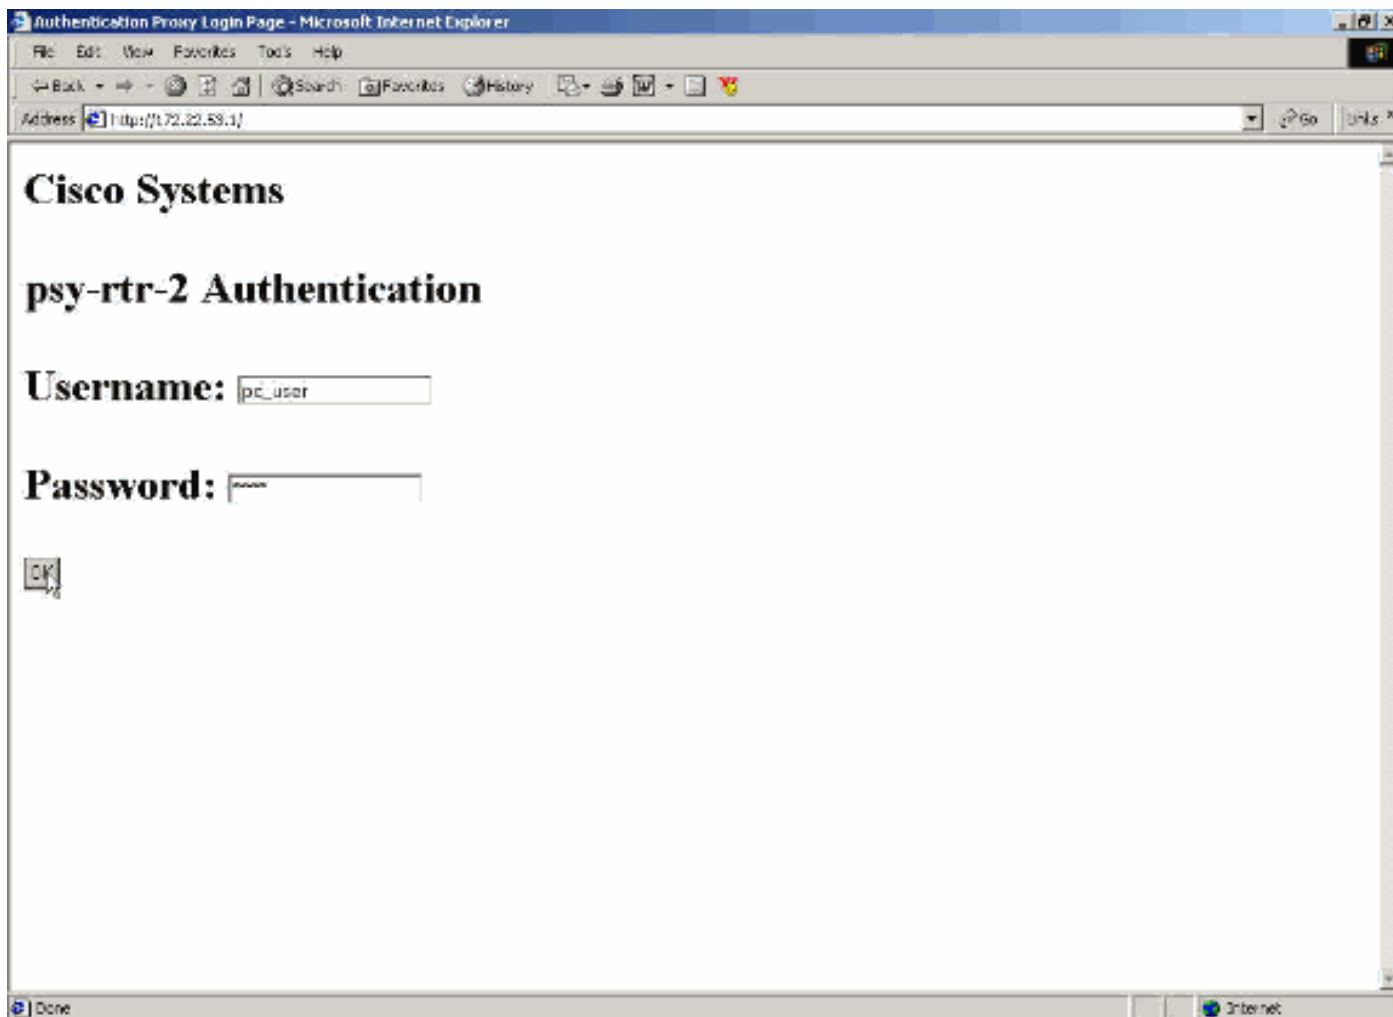 Authentication Proxy Login Page - Microsoft Internet Explorer
File Edit View Favorites Tools Help
Back Search Favorites History
Address http://172.22.53.1/ Go Links »
Cisco Systems
psy-rtr-2 Authentication
Username: pc_user
Password: ****
OK
Done Internet